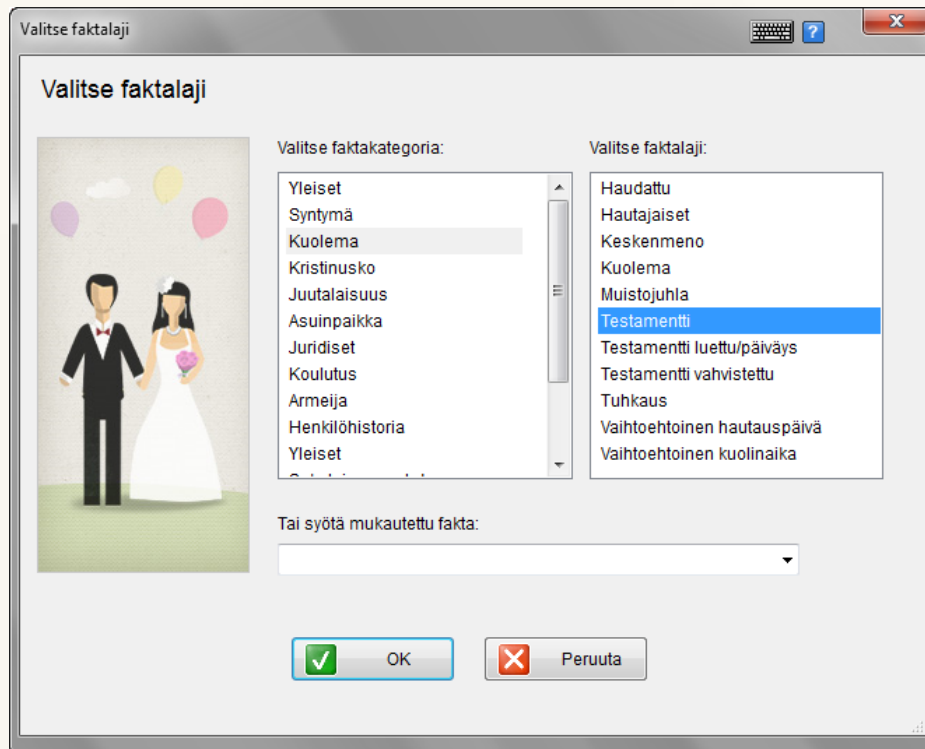 Valitse faktalaji
?
Valitse faktalaji
Valitse faktakategoria:
Yleiset
Syntymä
Kuolema
Kristinusko
Juutalaisuus
Asuinpaikka
Juridiset
Koulutus
Armeija
Henkilöhistoria
Yleiset
Valitse faktalaji:
Haudattu
Hautajaiset
Keskenmeno
Kuolema
Muistojuhla
Testamentti
Testamentti luettu/päiväys
Testamentti vahvistettu
Tuhkaus
Vaihtoehtoinen hautauspäivä
Vaihtoehtoinen kuolinaika
Tai syötä mukautettu fakta:
OK
Peruuta